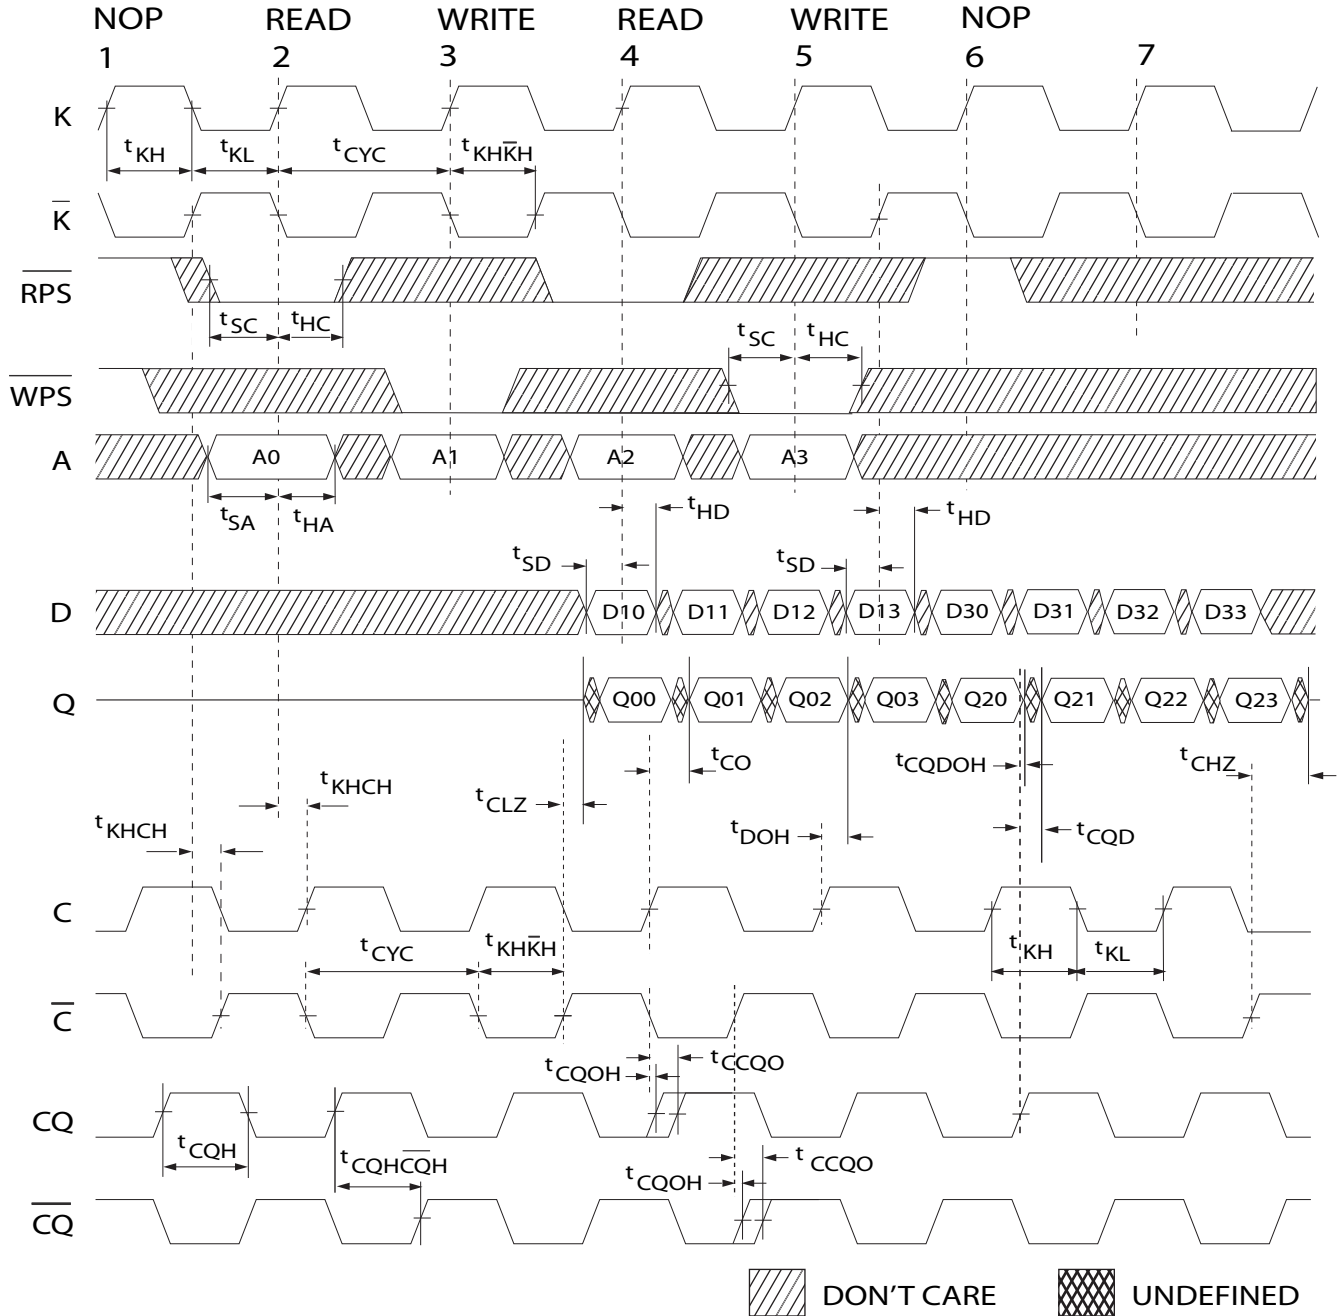 NOP READ WRITE READ WRITE NOP
1 2 3 4 5 6 7
K
tKH tKL tCYC tKHK̅H
K̅
R̅P̅S̅
tSC tHC
tSC tHC
W̅P̅S̅
A A0 A1 A2 A3
tSA tHA
tHD tHD
tSD tSD
D D10 D11 D12 D13 D30 D31 D32 D33
Q Q00 Q01 Q02 Q03 Q20 Q21 Q22 Q23
tCO tCQDOH tCHZ
tKHCH tCLZ
tKHCH tDOH tCQD
C
tCYC tKHK̅H tKH tKL
C̅
tCQOH tCCQO
CQ
tCQH tCQHC̅Q̅H tCQOH tCCQO
C̅Q̅
DON'T CARE UNDEFINED